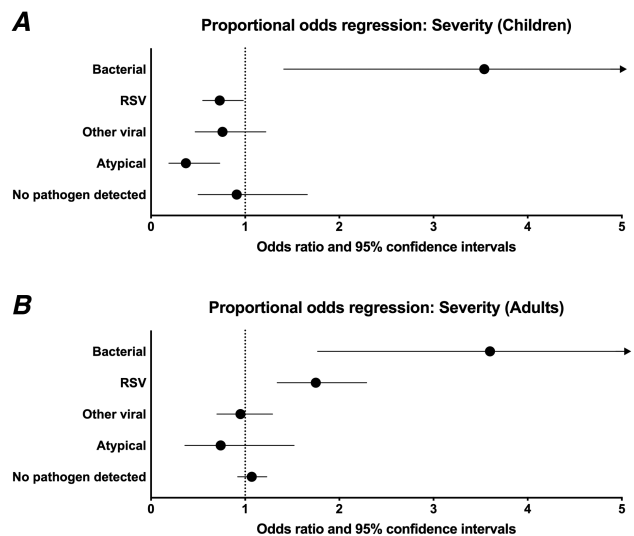 A
Proportional odds regression: Severity (Children)
Bacterial
RSV
Other viral
Atypical
No pathogen detected
0 1 2 3 4 5
Odds ratio and 95% confidence intervals
B
Proportional odds regression: Severity (Adults)
Bacterial
RSV
Other viral
Atypical
No pathogen detected
0 1 2 3 4 5
Odds ratio and 95% confidence intervals